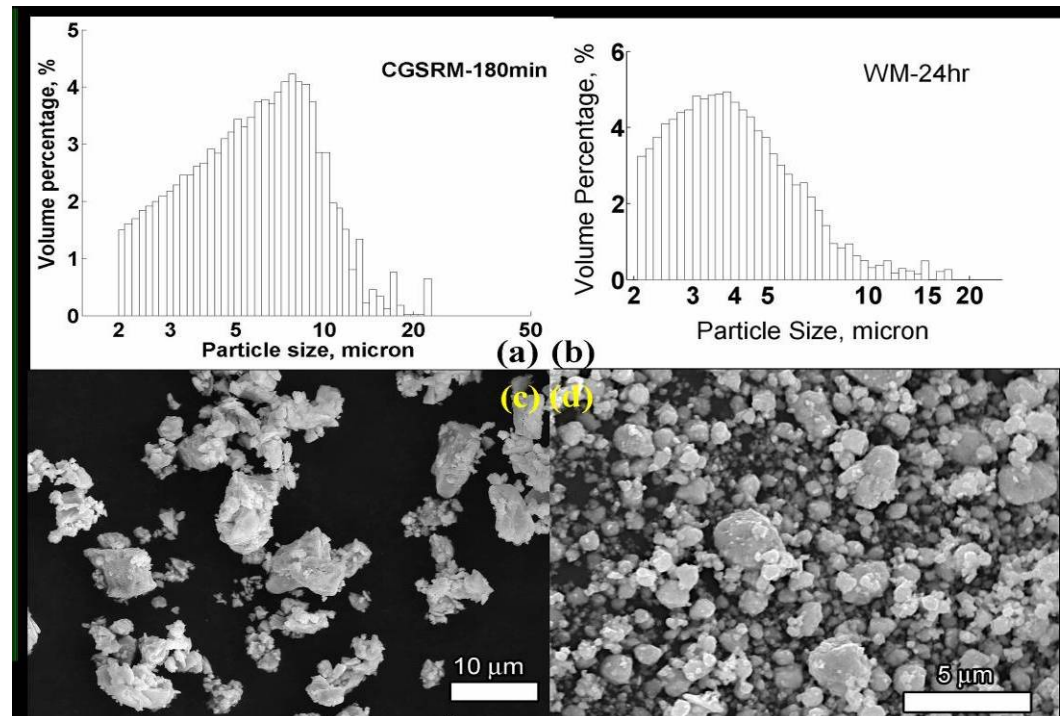 5
4
3
2
1
0
Volume percentage, %
CGSRM-180min
2 3 5 10 50
Particle size, micron
(a)
6
4
2
0
Volume Percentage, %
WM-24hr
2 3 4 5 10 15 20
Particle Size, micron
(b)
(c)
10 µm
(d)
5 µm